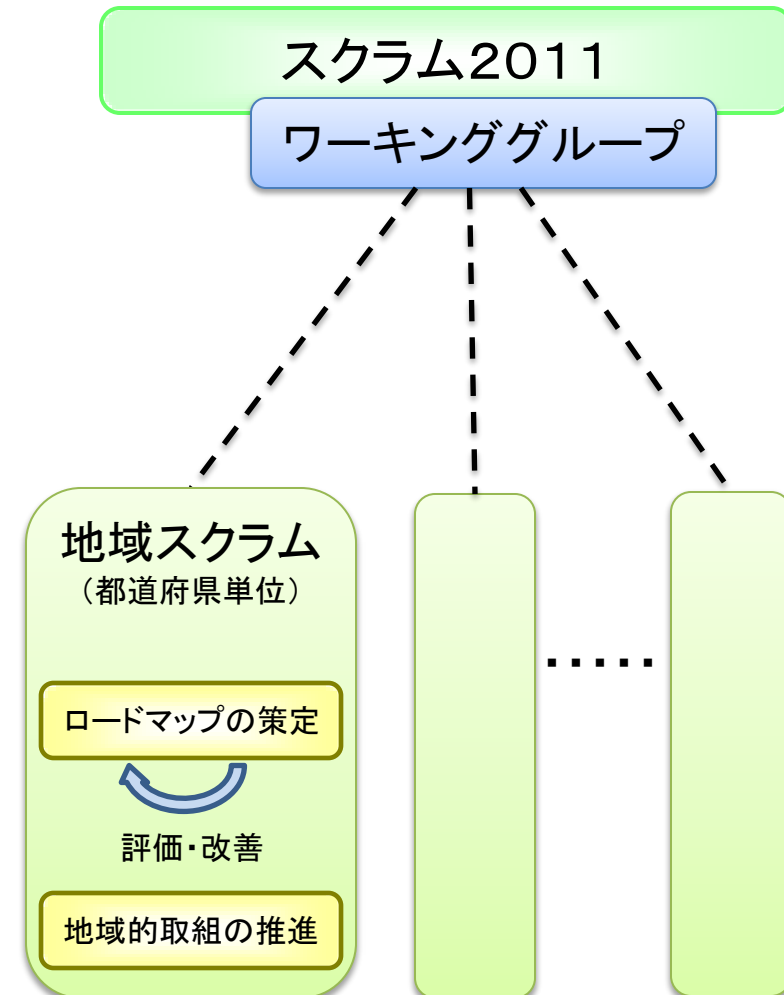 スクラム２０１１
ワーキンググループ
地域スクラム
（都道府県単位）
ロードマップの策定
評価・改善
地域的取組の推進
・・・・・